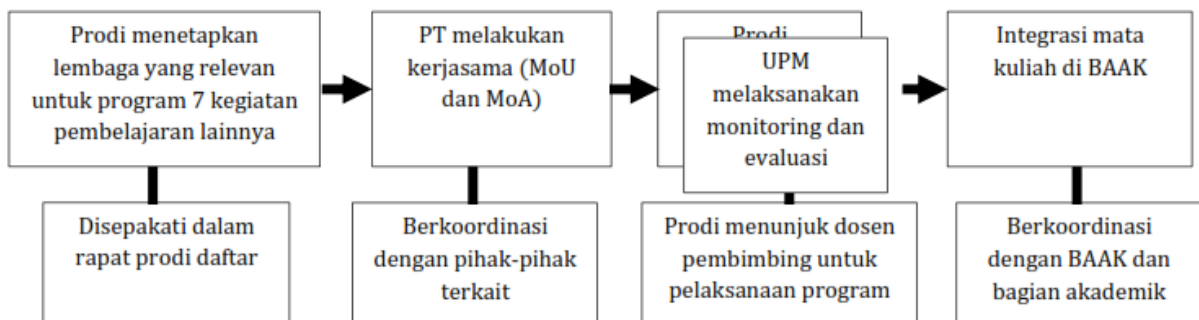 Prodi menetapkan
lembaga yang relevan
untuk program 7 kegiatan
pembelajaran lainnya
PT melakukan
kerjasama (MoU
dan MoA)
Prodi
UPM
melaksanakan
monitoring dan
evaluasi
Integrasi mata
kuliah di BAAK
Disepakati dalam
rapat prodi daftar
Berkoordinasi
dengan pihak-pihak
terkait
Prodi menunjuk dosen
pembimbing untuk
pelaksanaan program
Berkoordinasi
dengan BAAK dan
bagian akademik